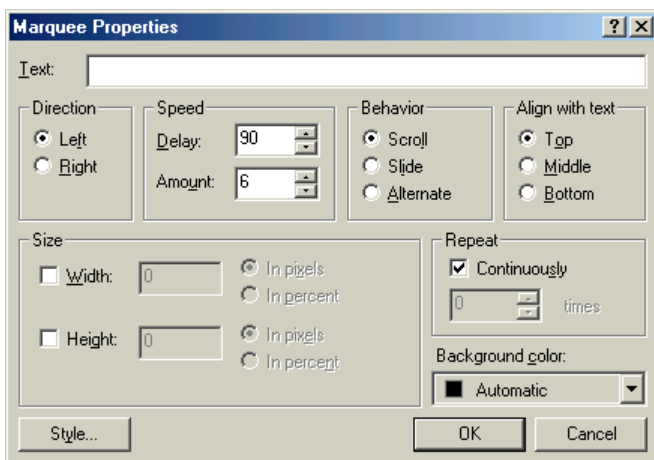 Marquee Properties
Text:
Direction
Left
Right
Speed
Delay: 90
Amount: 6
Behavior
Scroll
Slide
Alternate
Align with text
Top
Middle
Bottom
Size
Width: 0
In pixels
In percent
Height: 0
In pixels
In percent
Repeat
Continuously
0 times
Background color:
Automatic
Style...
OK
Cancel